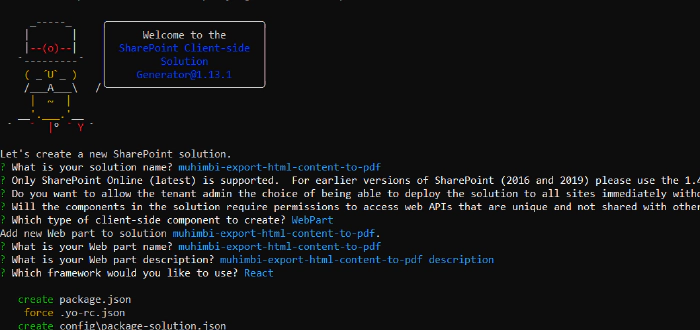 Welcome to the
SharePoint Client-side
Solution
Generator@1.13.1
Let's create a new SharePoint solution.
? What is your solution name? muhimbi-export-html-content-to-pdf
? Only SharePoint Online (latest) is supported.  For earlier versions of SharePoint (2016 and 2019) please use the 1.4
? Do you want to allow the tenant admin the choice of being able to deploy the solution to all sites immediately witho
? Will the components in the solution require permissions to access web APIs that are unique and not shared with other
? Which type of client-side component to create? WebPart
Add new Web part to solution muhimbi-export-html-content-to-pdf.
? What is your Web part name? muhimbi-export-html-content-to-pdf
? What is your Web part description? muhimbi-export-html-content-to-pdf description
? Which framework would you like to use? React
create package.json
force .yo-rc.json
create config\package-solution.json